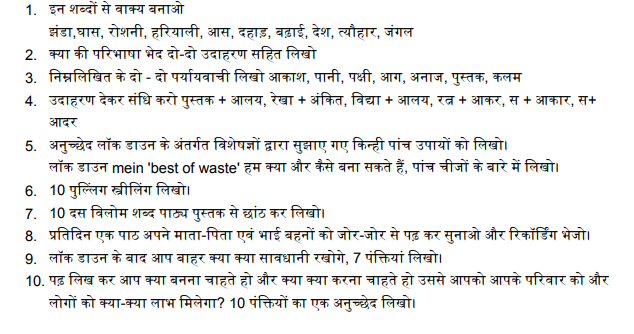 1. इन शब्दों से वाक्य बनाओ
झंडा,घास, रोशनी, हरियाली, आस, दहाड़, बढ़ाई, देश, त्यौहार, जंगल
2. क्या की परिभाषा भेद दो-दो उदाहरण सहित लिखो
3. निम्नलिखित के दो - दो पर्यायवाची लिखो आकाश, पानी, पक्षी, आग, अनाज, पुस्तक, कलम
4. उदाहरण देकर संधि करो पुस्तक + आलय, रेखा + अंकित, विद्या + आलय, रत्न + आकर, स + आकार, स+
आदर
5. अनुच्छेद लॉक डाउन के अंतर्गत विशेषज्ञों द्वारा सुझाए गए किन्ही पांच उपायों को लिखो।
लॉक डाउन mein 'best of waste' हम क्या और कैसे बना सकते हैं, पांच चीजों के बारे में लिखो।
6. 10 पुल्लिंग स्त्रीलिंग लिखो।
7. 10 दस विलोम शब्द पाठ्य पुस्तक से छांठ कर लिखो।
8. प्रतिदिन एक पाठ अपने माता-पिता एवं भाई बहनों को जोर-जोर से पढ़ कर सुनाओ और रिकॉर्डिंग भेजो।
9. लॉक डाउन के बाद आप बाहर क्या क्या सावधानी रखोगे, 7 पंक्तियां लिखो।
10. पढ़ लिख कर आप क्या बनना चाहते हो और क्या क्या करना चाहते हो उससे आपको आपके परिवार को और
लोगों को क्या-क्या लाभ मिलेगा? 10 पंक्तियों का एक अनुच्छेद लिखो।